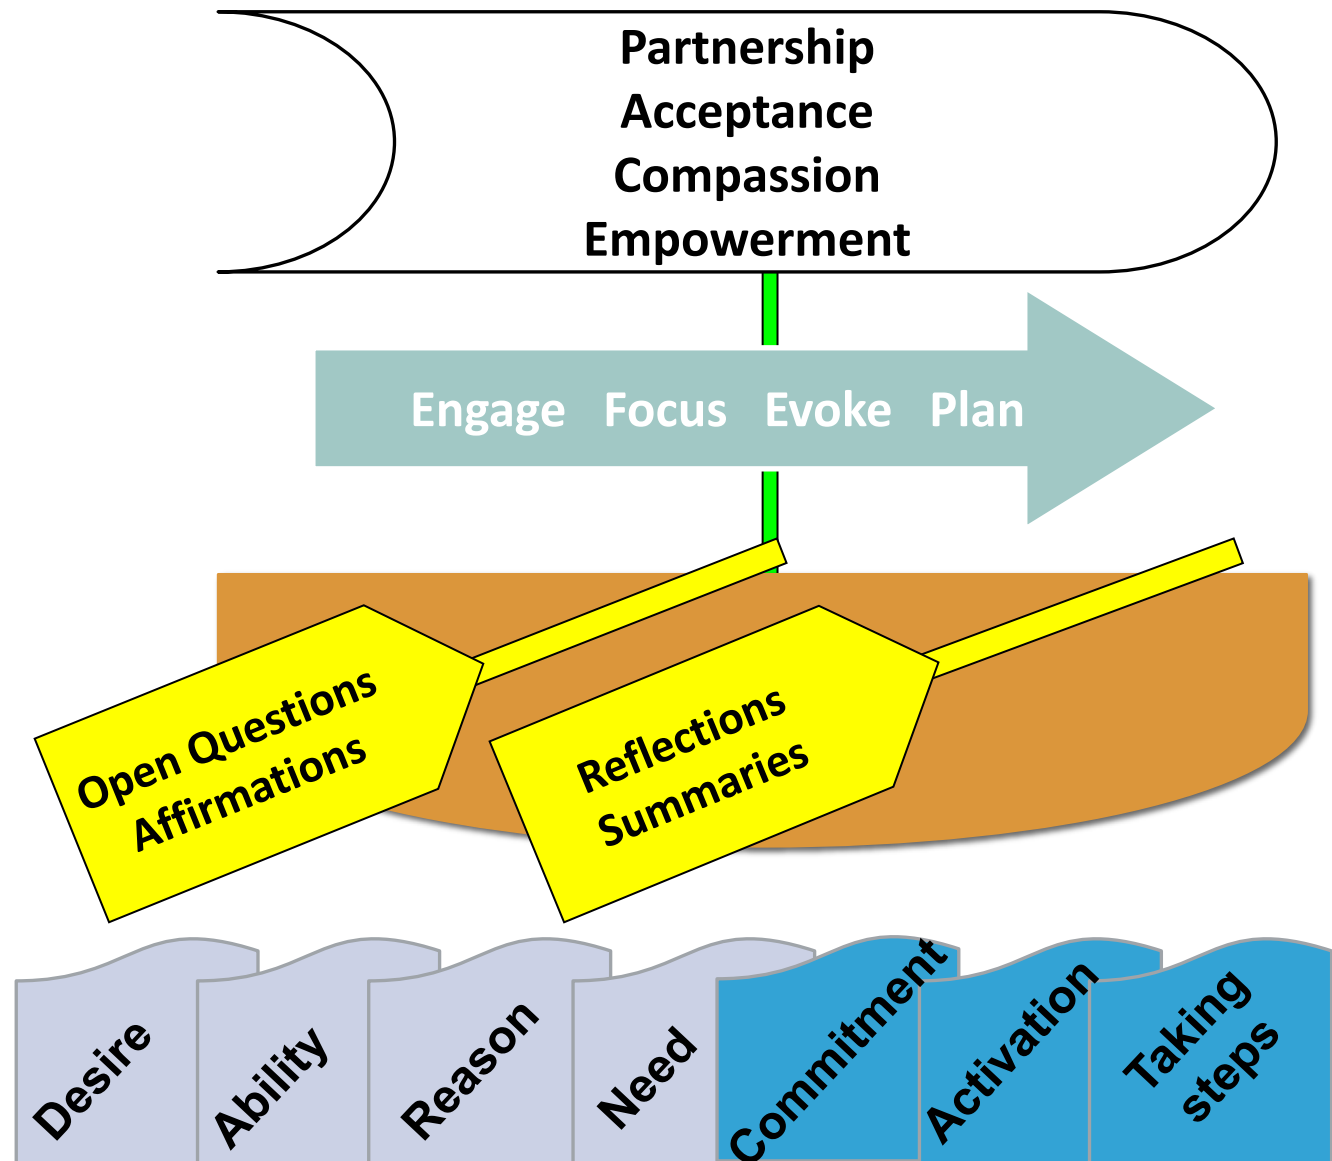 Partnership
Acceptance
Compassion
Empowerment
Engage Focus Evoke Plan
Open Questions
Affirmations
Reflections
Summaries
Desire
Ability
Reason
Need
Commitment
Activation
Taking
steps